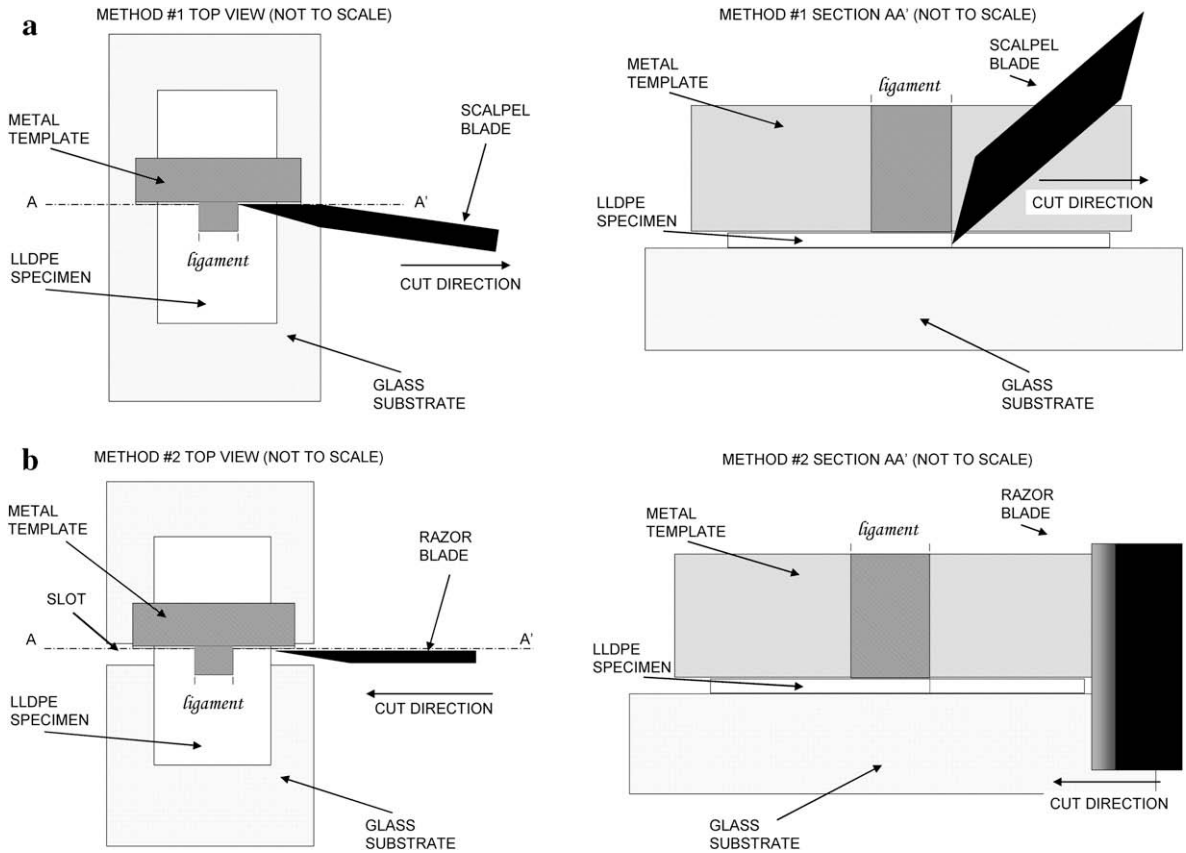 a
METHOD #1 TOP VIEW (NOT TO SCALE)
METAL
TEMPLATE
SCALPEL
BLADE
A
A'
LLDPE
SPECIMEN
ligament
CUT DIRECTION
GLASS
SUBSTRATE
METHOD #1 SECTION AA' (NOT TO SCALE)
SCALPEL
BLADE
METAL
TEMPLATE
ligament
CUT DIRECTION
LLDPE
SPECIMEN
GLASS
SUBSTRATE
b
METHOD #2 TOP VIEW (NOT TO SCALE)
METAL
TEMPLATE
RAZOR
BLADE
SLOT
A
A'
LLDPE
SPECIMEN
ligament
CUT DIRECTION
GLASS
SUBSTRATE
METHOD #2 SECTION AA' (NOT TO SCALE)
RAZOR
BLADE
METAL
TEMPLATE
ligament
LLDPE
SPECIMEN
CUT DIRECTION
GLASS
SUBSTRATE